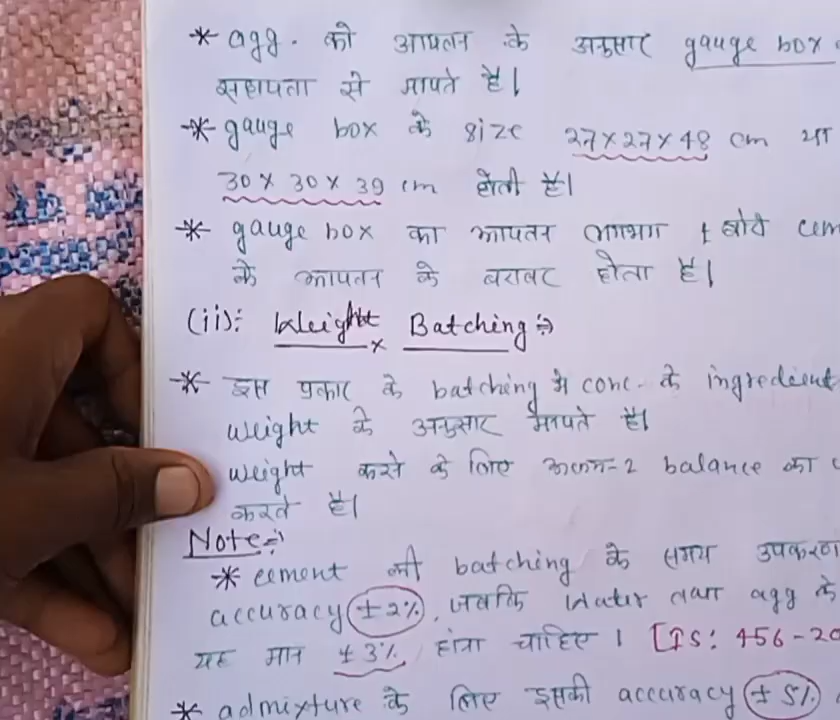 * agg. को आयतन के अनुसार gauge box
सहायता से मापते है।
* gauge box के size 27×27×48 cm या
30 × 30 × 39 cm होती है।
* gauge box का आयतन लगभग 1 बोरी cem
के आयतन के बराबर होता है।
(ii): Weight Batching:→
* इस प्रकार के batching मे conc. के ingredient
weight के अनुसार मापते है।
weight करने के लिए अलग-2 balance का
करते है।
Note:→
* cement की batching के समय उपकरण
accuracy ±2%, जबकि water तथा agg के
यह मान ±3% होना चाहिए। [IS: 456-20
* admixture के लिए इसकी accuracy ±5%